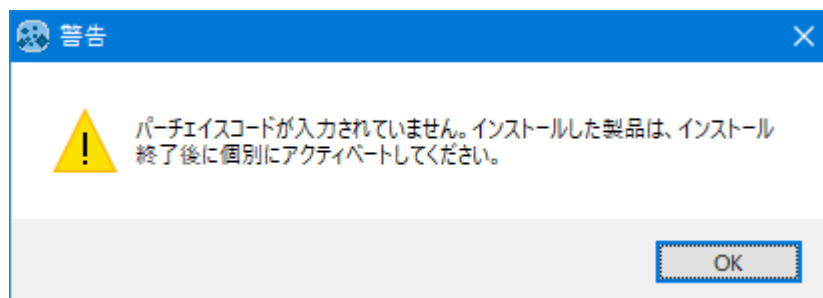 警告
パーチェイスコードが入力されていません。インストールした製品は、インストール
終了後に個別にアクティベートしてください。
OK